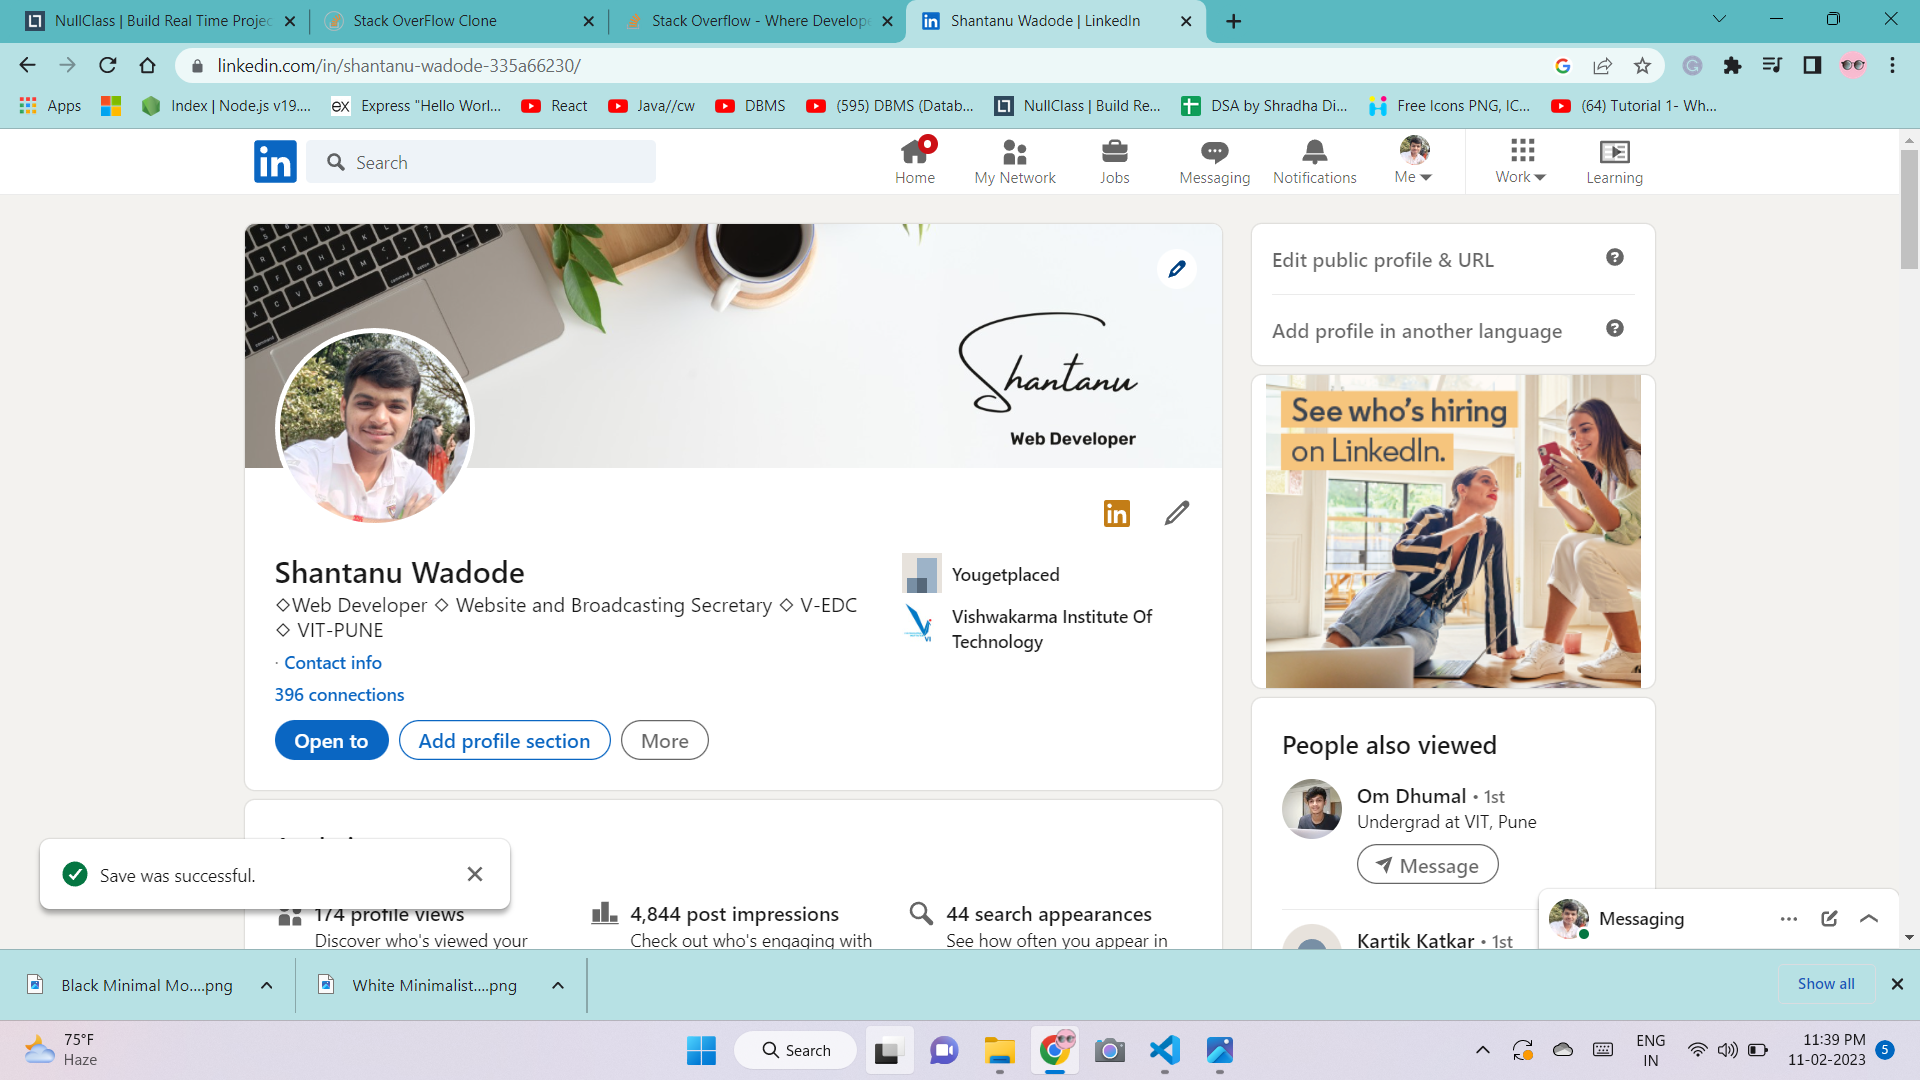 NullClass | Build Real Time Projec
Stack OverFlow Clone
Stack Overflow - Where Develope
Shantanu Wadode | LinkedIn
linkedin.com/in/shantanu-wadode-335a66230/
Apps
Index | Node.js v19....
ex
Express "Hello Worl...
React
Java//cw
DBMS
(595) DBMS (Datab...
NullClass | Build Re...
DSA by Shradha Di...
Free Icons PNG, IC...
(64) Tutorial 1- Wh...
in
Search
Home
My Network
Jobs
Messaging
Notifications
Me
Work
Learning
Shantanu
Web Developer
in
Shantanu Wadode
◇Web Developer ◇ Website and Broadcasting Secretary ◇ V-EDC
◇ VIT-PUNE
· Contact info
396 connections
Open to
Add profile section
More
Yougetplaced
Vishwakarma Institute Of
Technology
Edit public profile & URL
Add profile in another language
See who's hiring
on LinkedIn.
People also viewed
Om Dhumal • 1st
Undergrad at VIT, Pune
Message
Kartik Katkar • 1st
Save was successful.
174 profile views
Discover who's viewed your
4,844 post impressions
Check out who's engaging with
44 search appearances
See how often you appear in
Messaging
Black Minimal Mo....png
White Minimalist....png
Show all
75°F
Haze
Search
ENG
IN
11:39 PM
11-02-2023
5